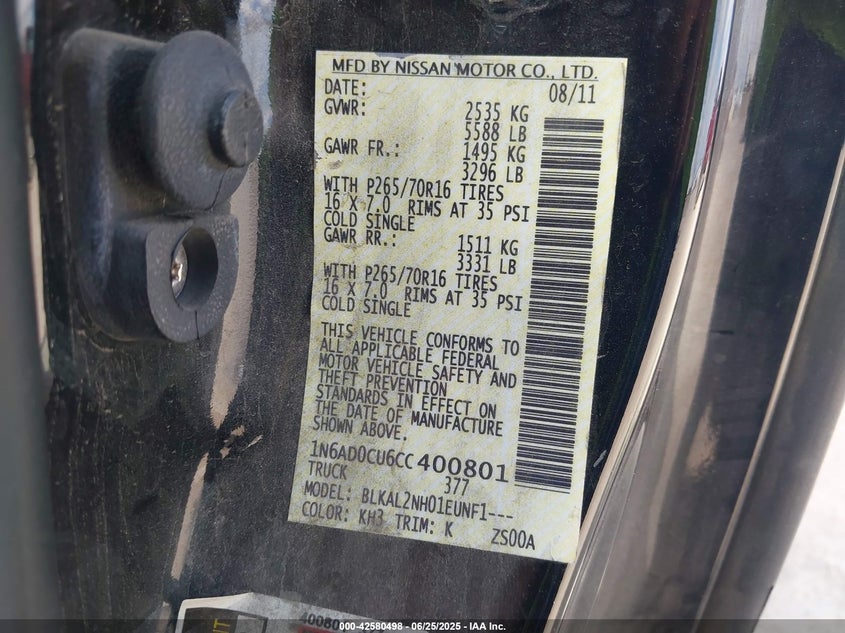 MFD BY NISSAN MOTOR CO., LTD.
DATE: 08/11
GVWR: 2535 KG
5588 LB
GAWR FR.: 1495 KG
3296 LB
WITH P265/70R16 TIRES
16 X 7.0 RIMS AT 35 PSI
COLD SINGLE
GAWR RR.: 1511 KG
3331 LB
WITH P265/70R16 TIRES
16 X 7.0 RIMS AT 35 PSI
COLD SINGLE
THIS VEHICLE CONFORMS TO
ALL APPLICABLE FEDERAL
MOTOR VEHICLE SAFETY AND
THEFT PREVENTION
STANDARDS IN EFFECT ON
THE DATE OF MANUFACTURE
SHOWN ABOVE.
1N6AD0CU6CC400801
TRUCK 377
MODEL: BLKAL2NH01EUNF1---
COLOR: KH3 TRIM: K ZS00A
000-42580498 - 06/25/2025 - IAA Inc.